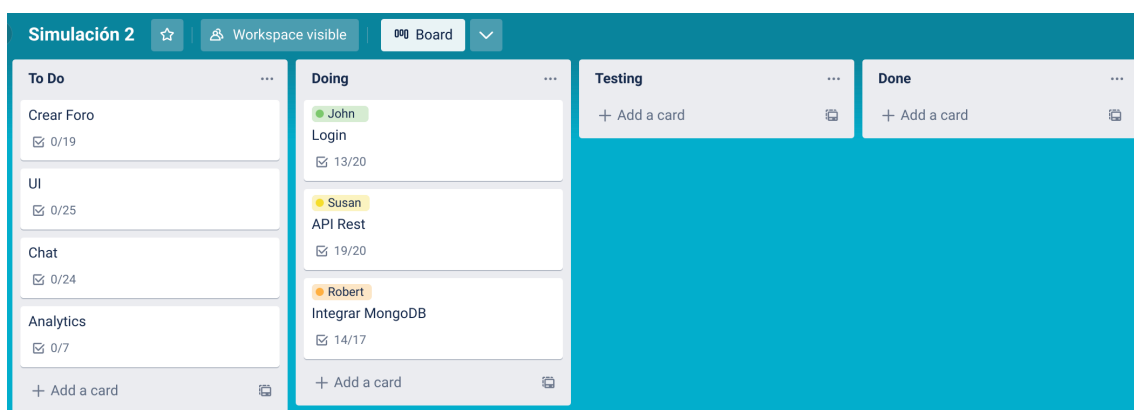 Simulación 2
Workspace visible
Board
To Do
Crear Foro
0/19
UI
0/25
Chat
0/24
Analytics
0/7
+ Add a card
Doing
John
Login
13/20
Susan
API Rest
19/20
Robert
Integrar MongoDB
14/17
+ Add a card
Testing
+ Add a card
Done
+ Add a card